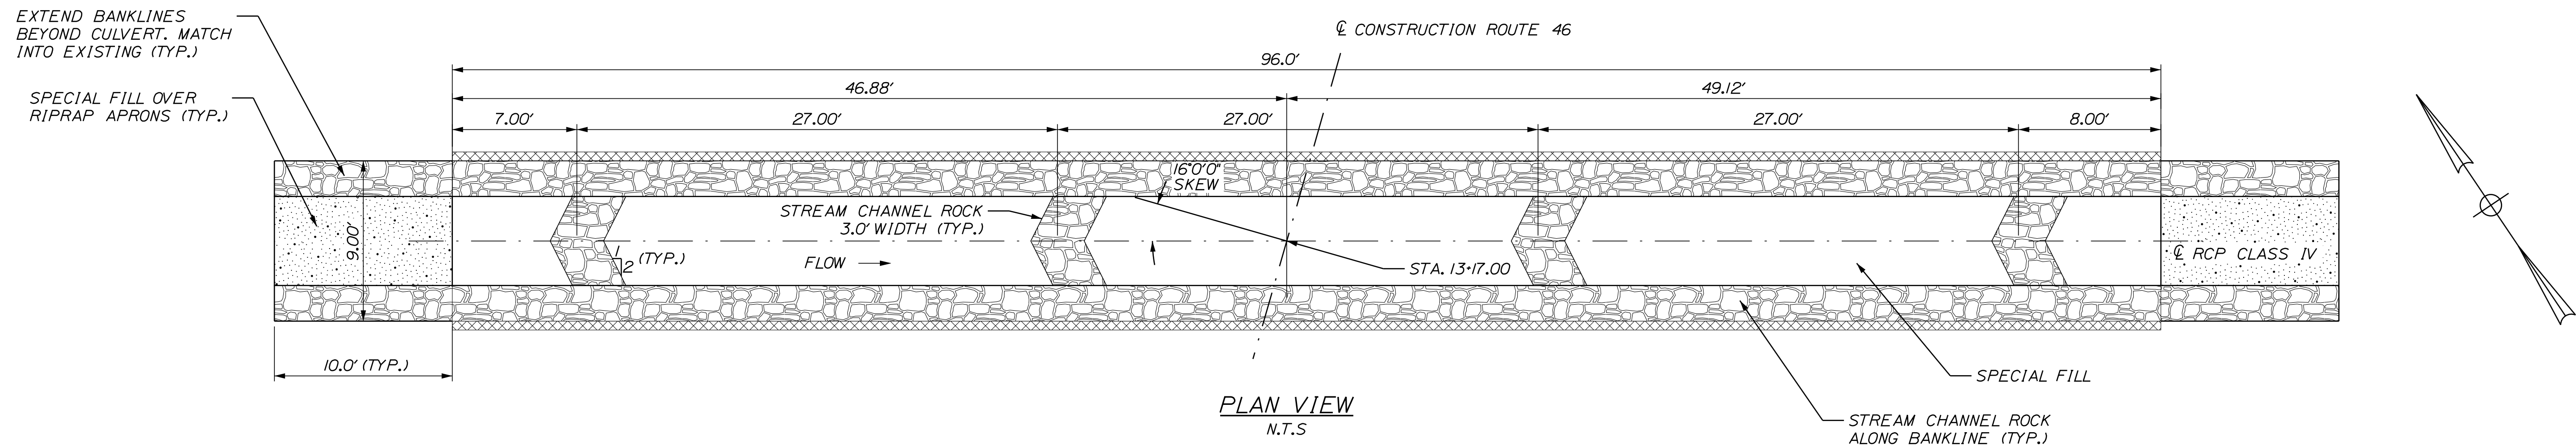 EXTEND BANKLINES
BEYOND CULVERT. MATCH
INTO EXISTING (TYP.)
SPECIAL FILL OVER
RIPRAP APRONS (TYP.)
℄ CONSTRUCTION ROUTE 46
96.0'
46.88'
49.12'
7.00'
27.00'
27.00'
27.00'
8.00'
16°0'0"
SKEW
STREAM CHANNEL ROCK
3.0' WIDTH (TYP.)
9.00'
1
2
(TYP.)
FLOW
STA. 13+17.00
℄ RCP CLASS IV
10.0' (TYP.)
SPECIAL FILL
STREAM CHANNEL ROCK
ALONG BANKLINE (TYP.)
PLAN VIEW
N.T.S